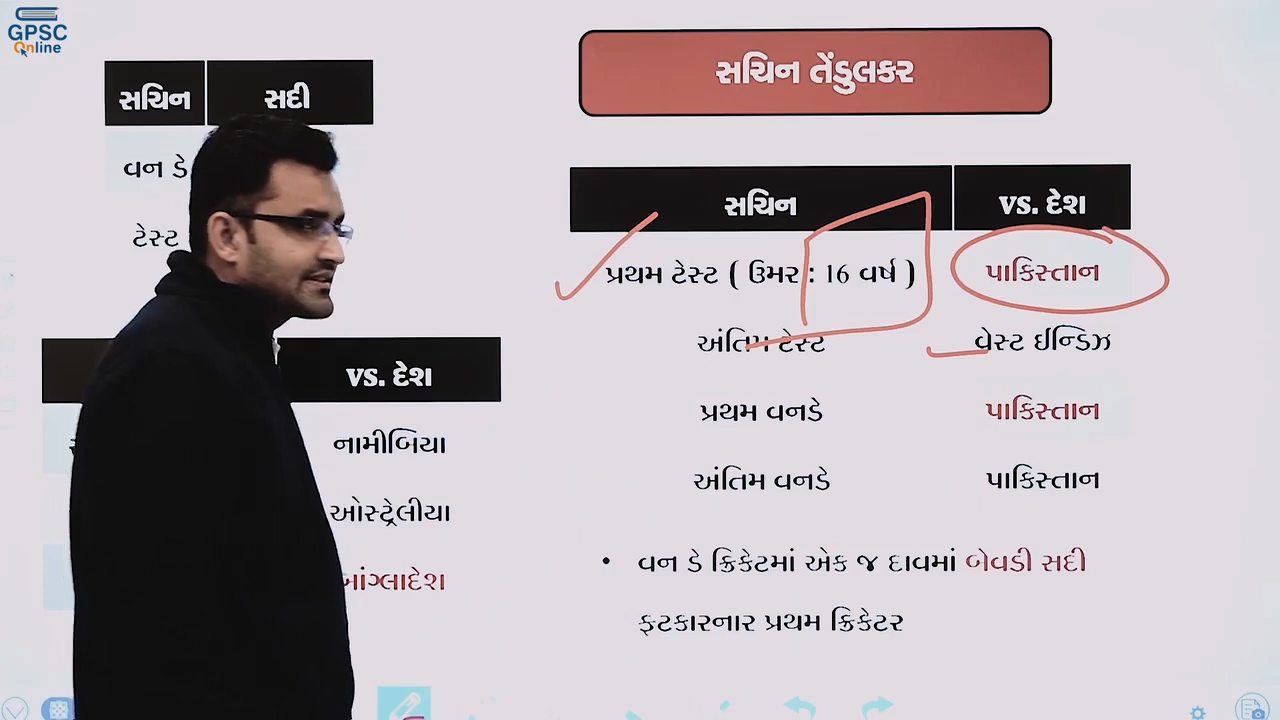 GPSC
Online
સચિન તેંડુલકર
સચિન સદી
વન ડે
ટેસ્ટ
vs. દેશ
નામીબિયા
ઓસ્ટ્રેલીયા
બાંગ્લાદેશ
સચિન vs. દેશ
પ્રથમ ટેસ્ટ ( ઉમર : 16 વર્ષ ) પાકિસ્તાન
અંતિમ ટેસ્ટ વેસ્ટ ઈન્ડિઝ
પ્રથમ વનડે પાકિસ્તાન
અંતિમ વનડે પાકિસ્તાન
• વન ડે ક્રિકેટમાં એક જ દાવમાં બેવડી સદી
ફટકારનાર પ્રથમ ક્રિકેટર